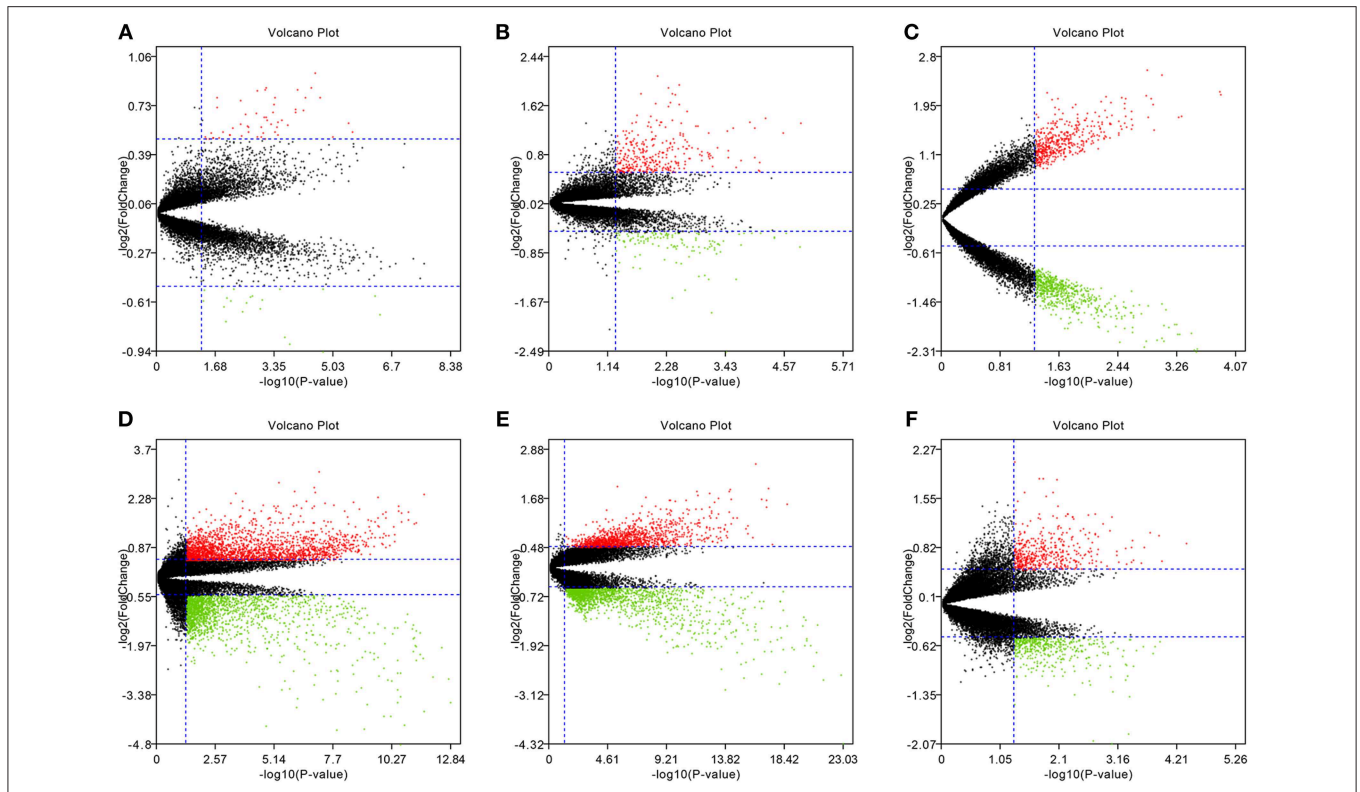 A
Volcano Plot
1.06
0.73
0.39
0.06
-0.27
-0.61
-0.94
-log2(FoldChange)
0 1.68 3.35 5.03 6.7 8.38
-log10(P-value)
B
Volcano Plot
2.44
1.62
0.8
-0.02
-0.85
-1.67
-2.49
-log2(FoldChange)
0 1.14 2.28 3.43 4.57 5.71
-log10(P-value)
C
Volcano Plot
2.8
1.95
1.1
0.25
-0.61
-1.46
-2.31
-log2(FoldChange)
0 0.81 1.63 2.44 3.26 4.07
-log10(P-value)
D
Volcano Plot
3.7
2.28
0.87
-0.55
-1.97
-3.38
-4.8
-log2(FoldChange)
0 2.57 5.14 7.7 10.27 12.84
-log10(P-value)
E
Volcano Plot
2.88
1.68
0.48
-0.72
-1.92
-3.12
-4.32
-log2(FoldChange)
0 4.61 9.21 13.82 18.42 23.03
-log10(P-value)
F
Volcano Plot
2.27
1.55
0.82
0.1
-0.62
-1.35
-2.07
-log2(FoldChange)
0 1.05 2.1 3.16 4.21 5.26
-log10(P-value)